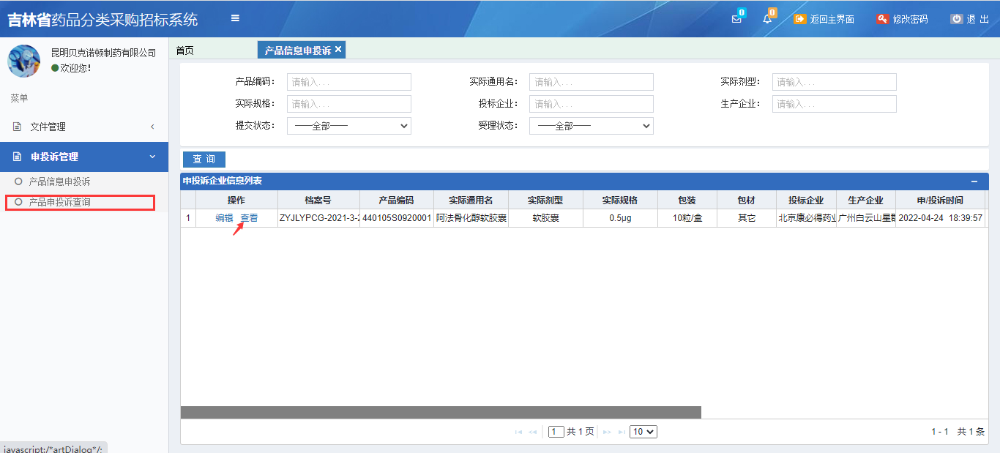 吉林省药品分类采购招标系统
0
0
返回主界面
修改密码
退 出
昆明贝克诺顿制药有限公司
欢迎您!
菜单
文件管理
申投诉管理
产品信息申投诉
产品申投诉查询
首页
产品信息申投诉 ×
产品编码： 请输入...
实际通用名： 请输入...
实际剂型： 请输入...
实际规格： 请输入...
投标企业： 请输入...
生产企业： 请输入...
提交状态： ——全部——
受理状态： ——全部——
查 询
申投诉企业信息列表
操作 档案号 产品编码 实际通用名 实际剂型 实际规格 包装 包材 投标企业 生产企业 申/投诉时间
1 编辑 查看 ZYJLYPCG-2021-3-2 440105S0920001 阿法骨化醇软胶囊 软胶囊 0.5μg 10粒/盒 其它 北京康必得药业 广州白云山星群 2022-04-24 18:39:57
1 共 1 页 10
1 - 1 共 1 条
javascript:/*artDialog*/;